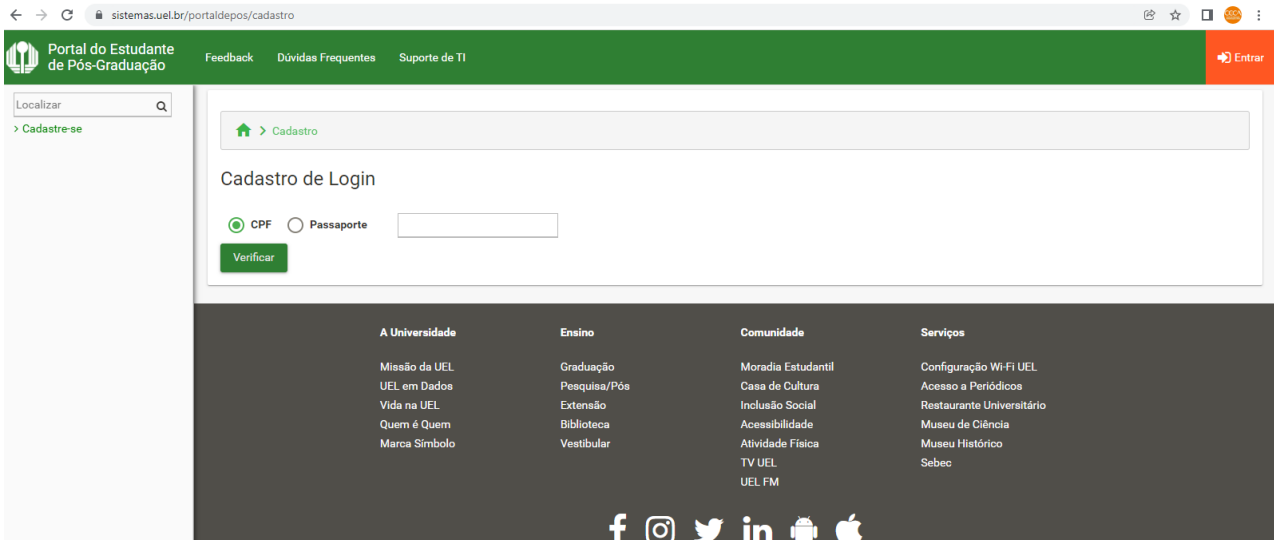 sistemas.uel.br/portaldepos/cadastro
Portal do Estudante
de Pós-Graduação
Feedback
Dúvidas Frequentes
Suporte de TI
Entrar
Localizar
> Cadastre-se
> Cadastro
Cadastro de Login
CPF
Passaporte
Verificar
A Universidade
Missão da UEL
UEL em Dados
Vida na UEL
Quem é Quem
Marca Símbolo
Ensino
Graduação
Pesquisa/Pós
Extensão
Biblioteca
Vestibular
Comunidade
Moradia Estudantil
Casa de Cultura
Inclusão Social
Acessibilidade
Atividade Física
TV UEL
UEL FM
Serviços
Configuração Wi-Fi UEL
Acesso a Periódicos
Restaurante Universitário
Museu de Ciência
Museu Histórico
Sebec